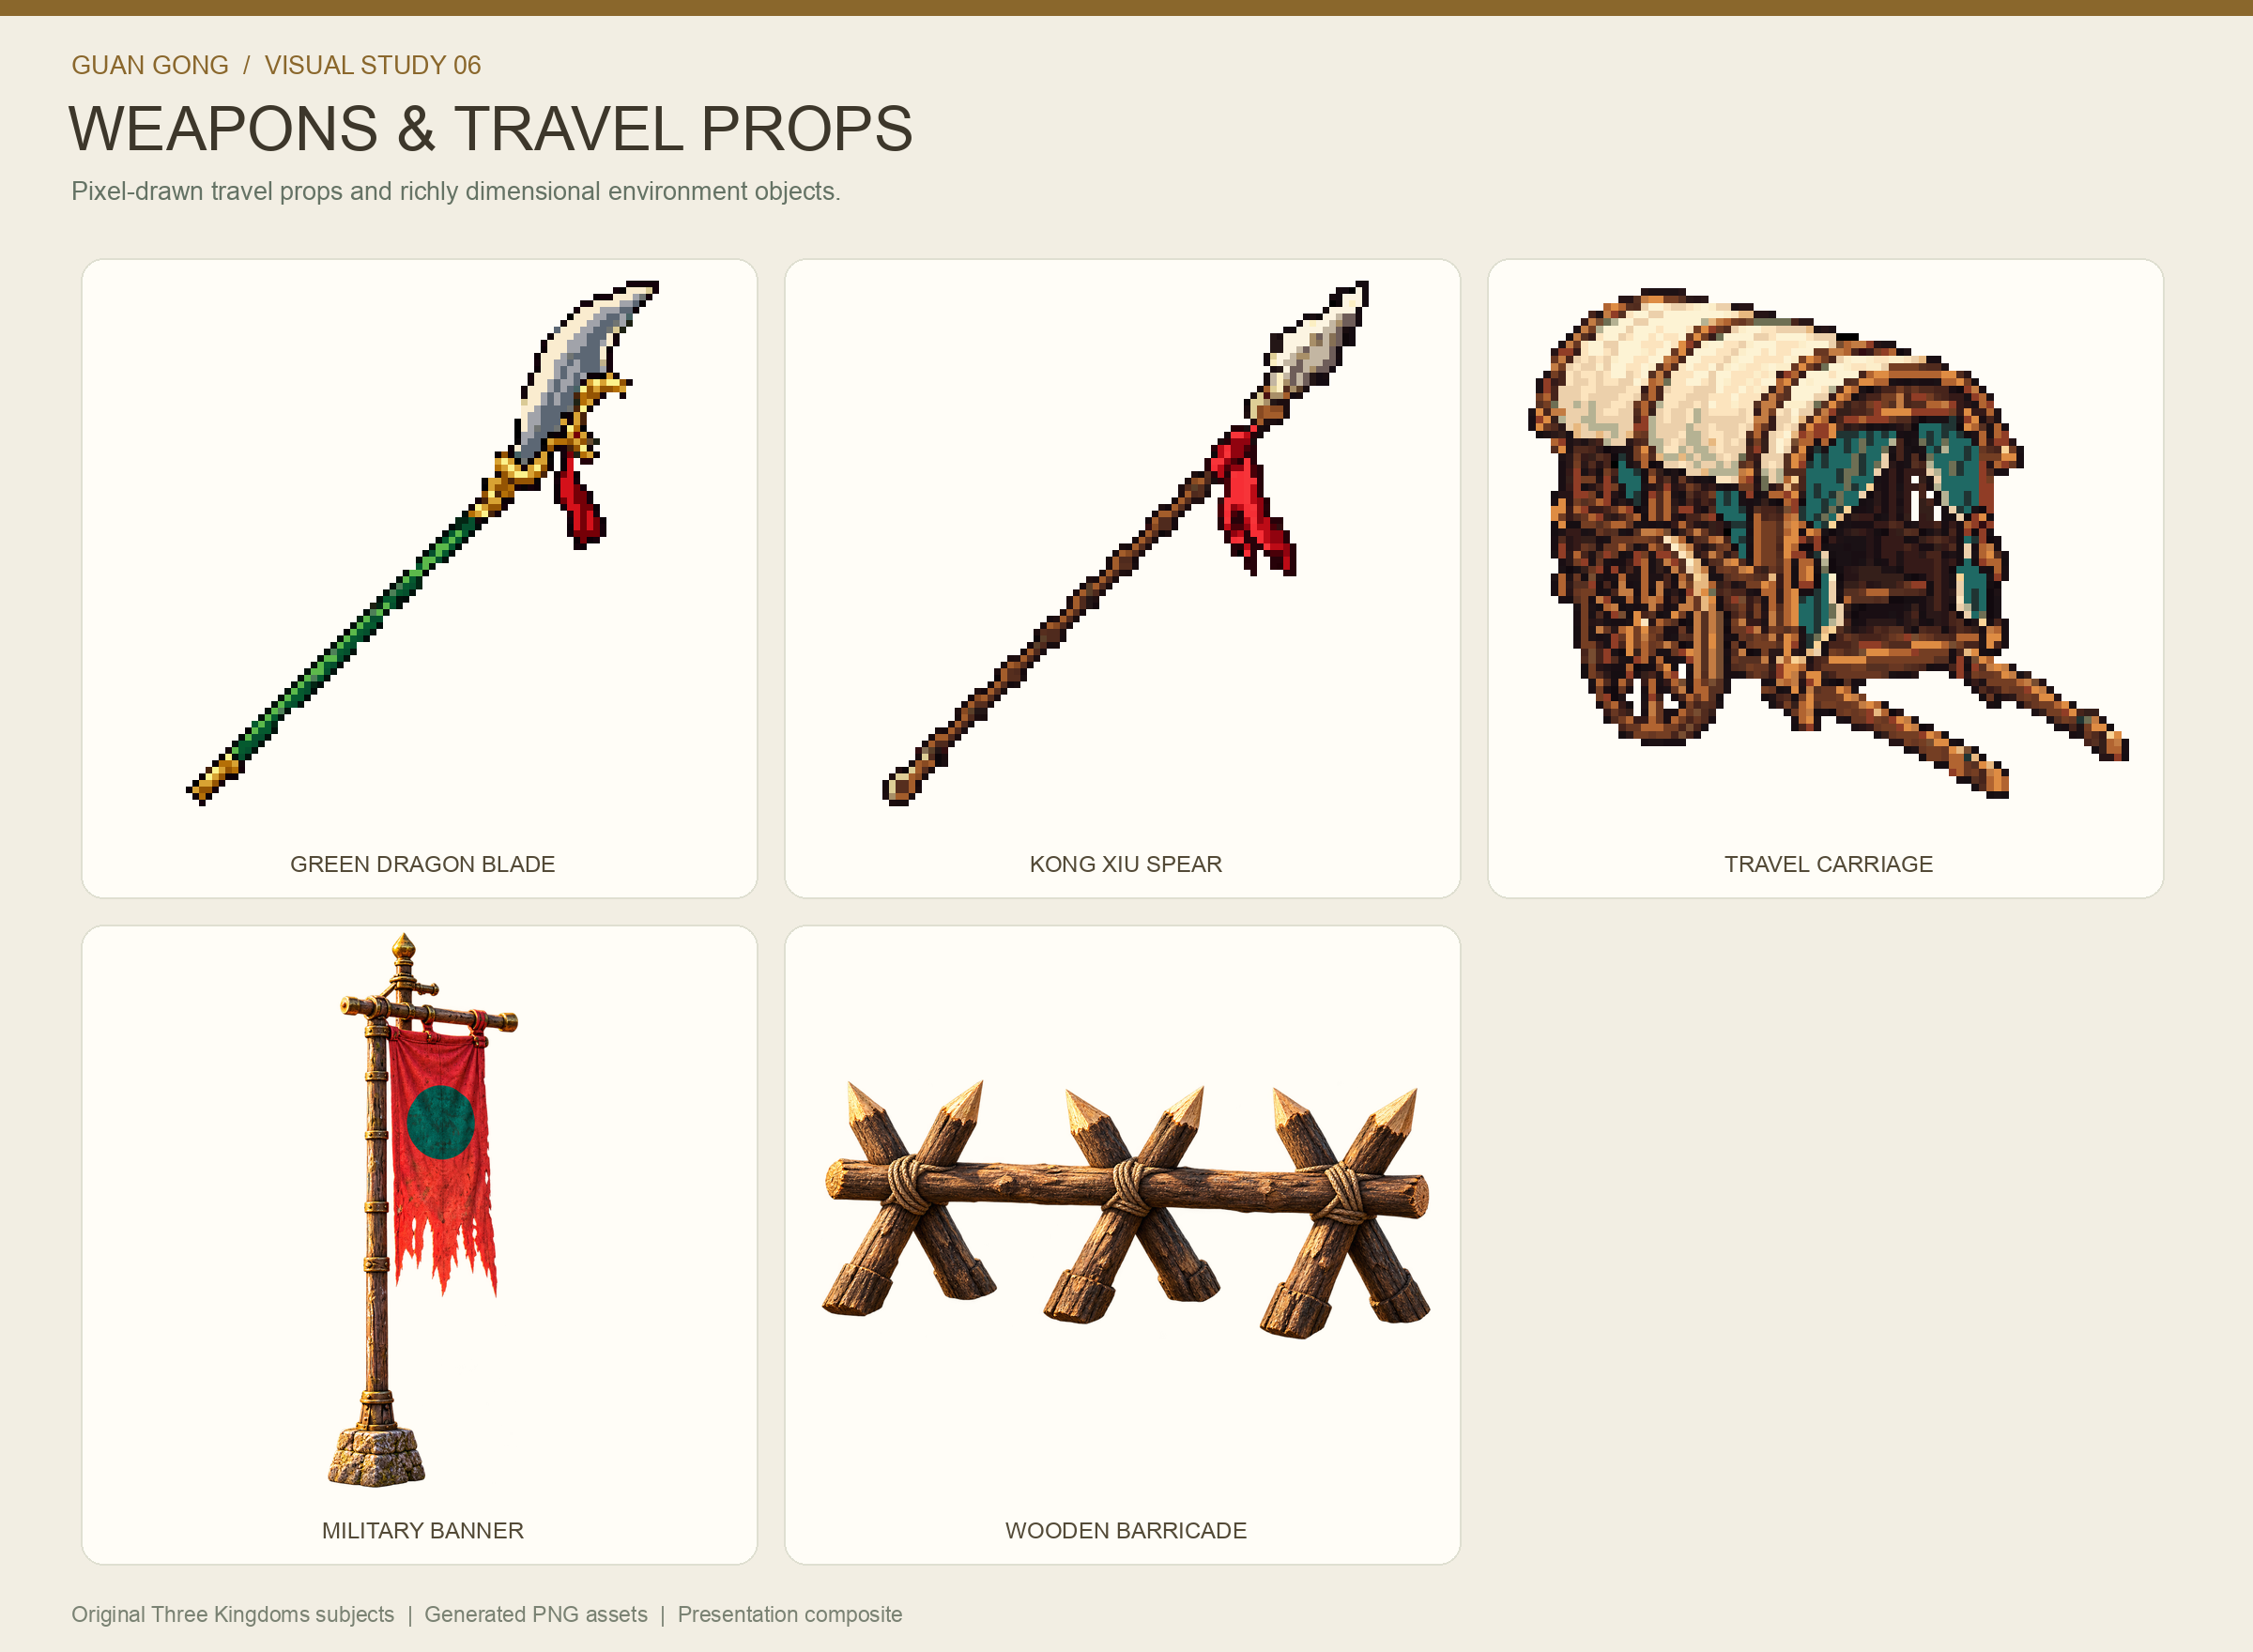 GUAN GONG / VISUAL STUDY 06
WEAPONS & TRAVEL PROPS
Pixel-drawn travel props and richly dimensional environment objects.
GREEN DRAGON BLADE
KONG XIU SPEAR
TRAVEL CARRIAGE
MILITARY BANNER
WOODEN BARRICADE
Original Three Kingdoms subjects | Generated PNG assets | Presentation composite